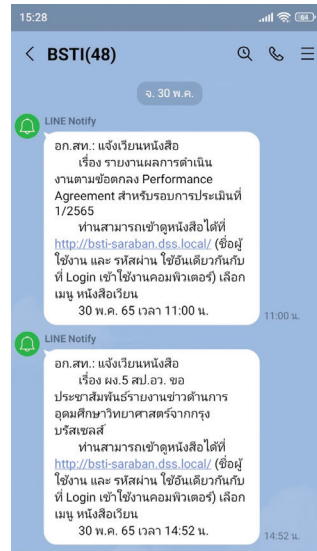 15:28
64
BSTI(48)
จ. 30 พ.ค.
LINE Notify
อก.สท.: แจ้งเวียนหนังสือ
เรื่อง รายงานผลการดำเนิน
งานตามข้อตกลง Performance
Agreement สำหรับรอบการประเมินที่
1/2565
ท่านสามารถเข้าดูหนังสือได้ที่
http://bsti-saraban.dss.local/ (ชื่อผู้
ใช้งาน และ รหัสผ่าน ใช้อันเดียวกันกับ
ที่ Login เข้าใช้งานคอมพิวเตอร์) เลือก
เมนู หนังสือเวียน
30 พ.ค. 65 เวลา 11:00 น.
11:00 น.
LINE Notify
อก.สท.: แจ้งเวียนหนังสือ
เรื่อง ผง.5 สป.อว. ขอ
ประชาสัมพันธ์รายงานข่าวด้านการ
อุดมศึกษาวิทยาศาสตร์จากกรุง
บรัสเซลส์
ท่านสามารถเข้าดูหนังสือได้ที่
http://bsti-saraban.dss.local/ (ชื่อผู้
ใช้งาน และ รหัสผ่าน ใช้อันเดียวกันกับ
ที่ Login เข้าใช้งานคอมพิวเตอร์) เลือก
เมนู หนังสือเวียน
30 พ.ค. 65 เวลา 14:52 น.
14:52 น.